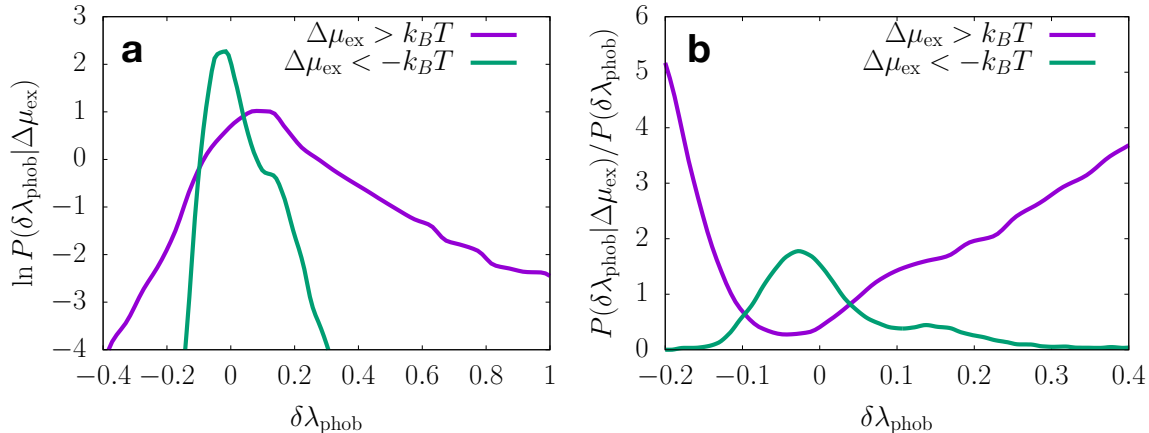 a
Δμ_ex > k_BT
Δμ_ex < −k_BT
ln P(δλ_phob|Δμ_ex)
3
2
1
0
−1
−2
−3
−4
−0.4 −0.2 0 0.2 0.4 0.6 0.8 1
δλ_phob
b
Δμ_ex > k_BT
Δμ_ex < −k_BT
P(δλ_phob|Δμ_ex)/P(δλ_phob)
6
5
4
3
2
1
0
−0.2 −0.1 0 0.1 0.2 0.3 0.4
δλ_phob